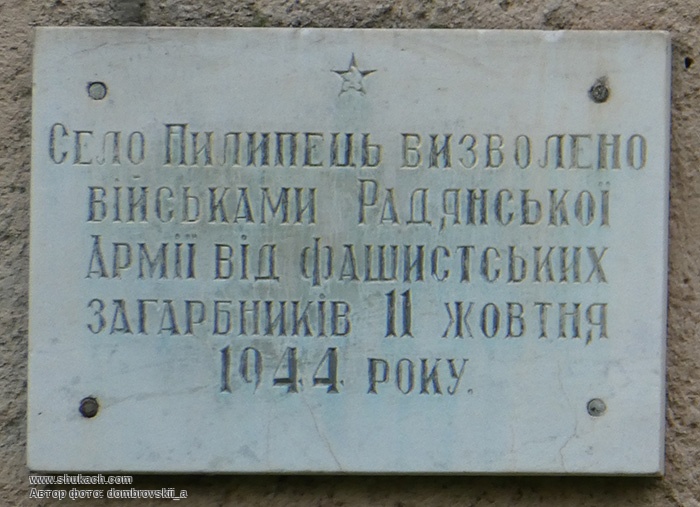 Село Пилипець визволено
військами Радянської
Армії від фашистських
загарбників 11 жовтня
1944 року.
www.shukach.com
Автор фото: dombrovskii_a